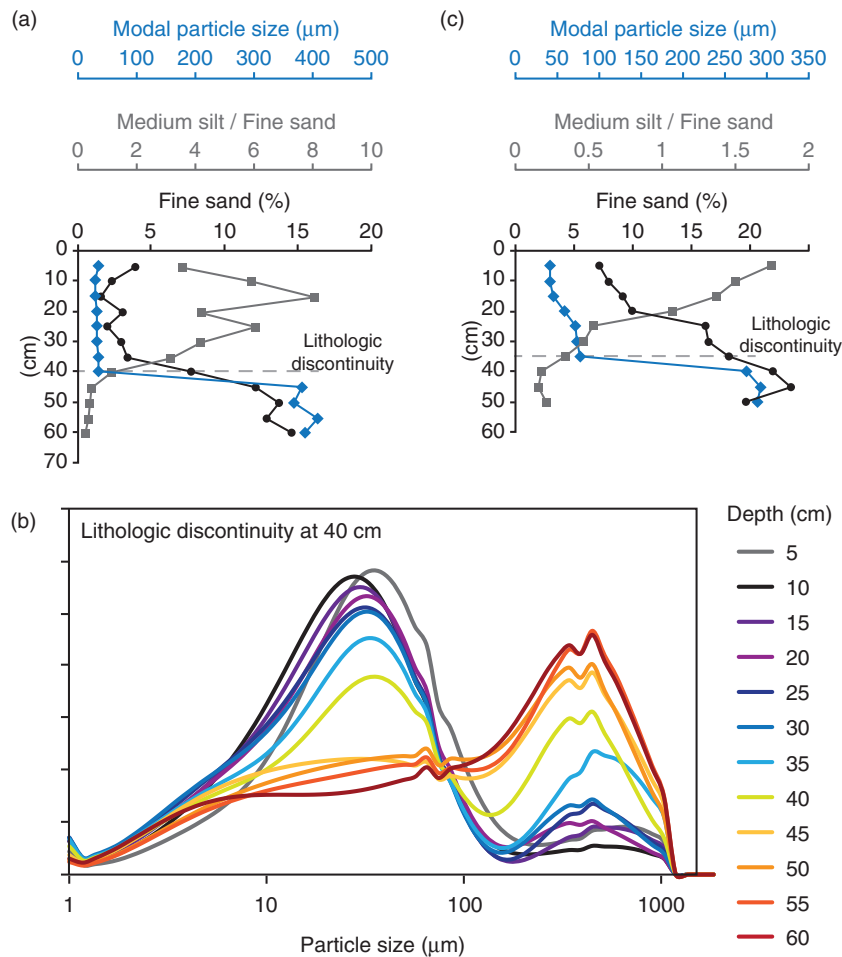 (a)
Modal particle size (μm)
0 100 200 300 400 500
Medium silt / Fine sand
0 2 4 6 8 10
Fine sand (%)
0 5 10 15 20
0
10
20
30
40
50
60
70
(cm)
Lithologic
discontinuity
(c)
Modal particle size (μm)
0 50 100 150 200 250 300 350
Medium silt / Fine sand
0 0.5 1 1.5 2
Fine sand (%)
0 5 10 15 20
0
10
20
30
40
50
60
(cm)
Lithologic
discontinuity
(b)
Lithologic discontinuity at 40 cm
1 10 100 1000
Particle size (μm)
Depth (cm)
5
10
15
20
25
30
35
40
45
50
55
60